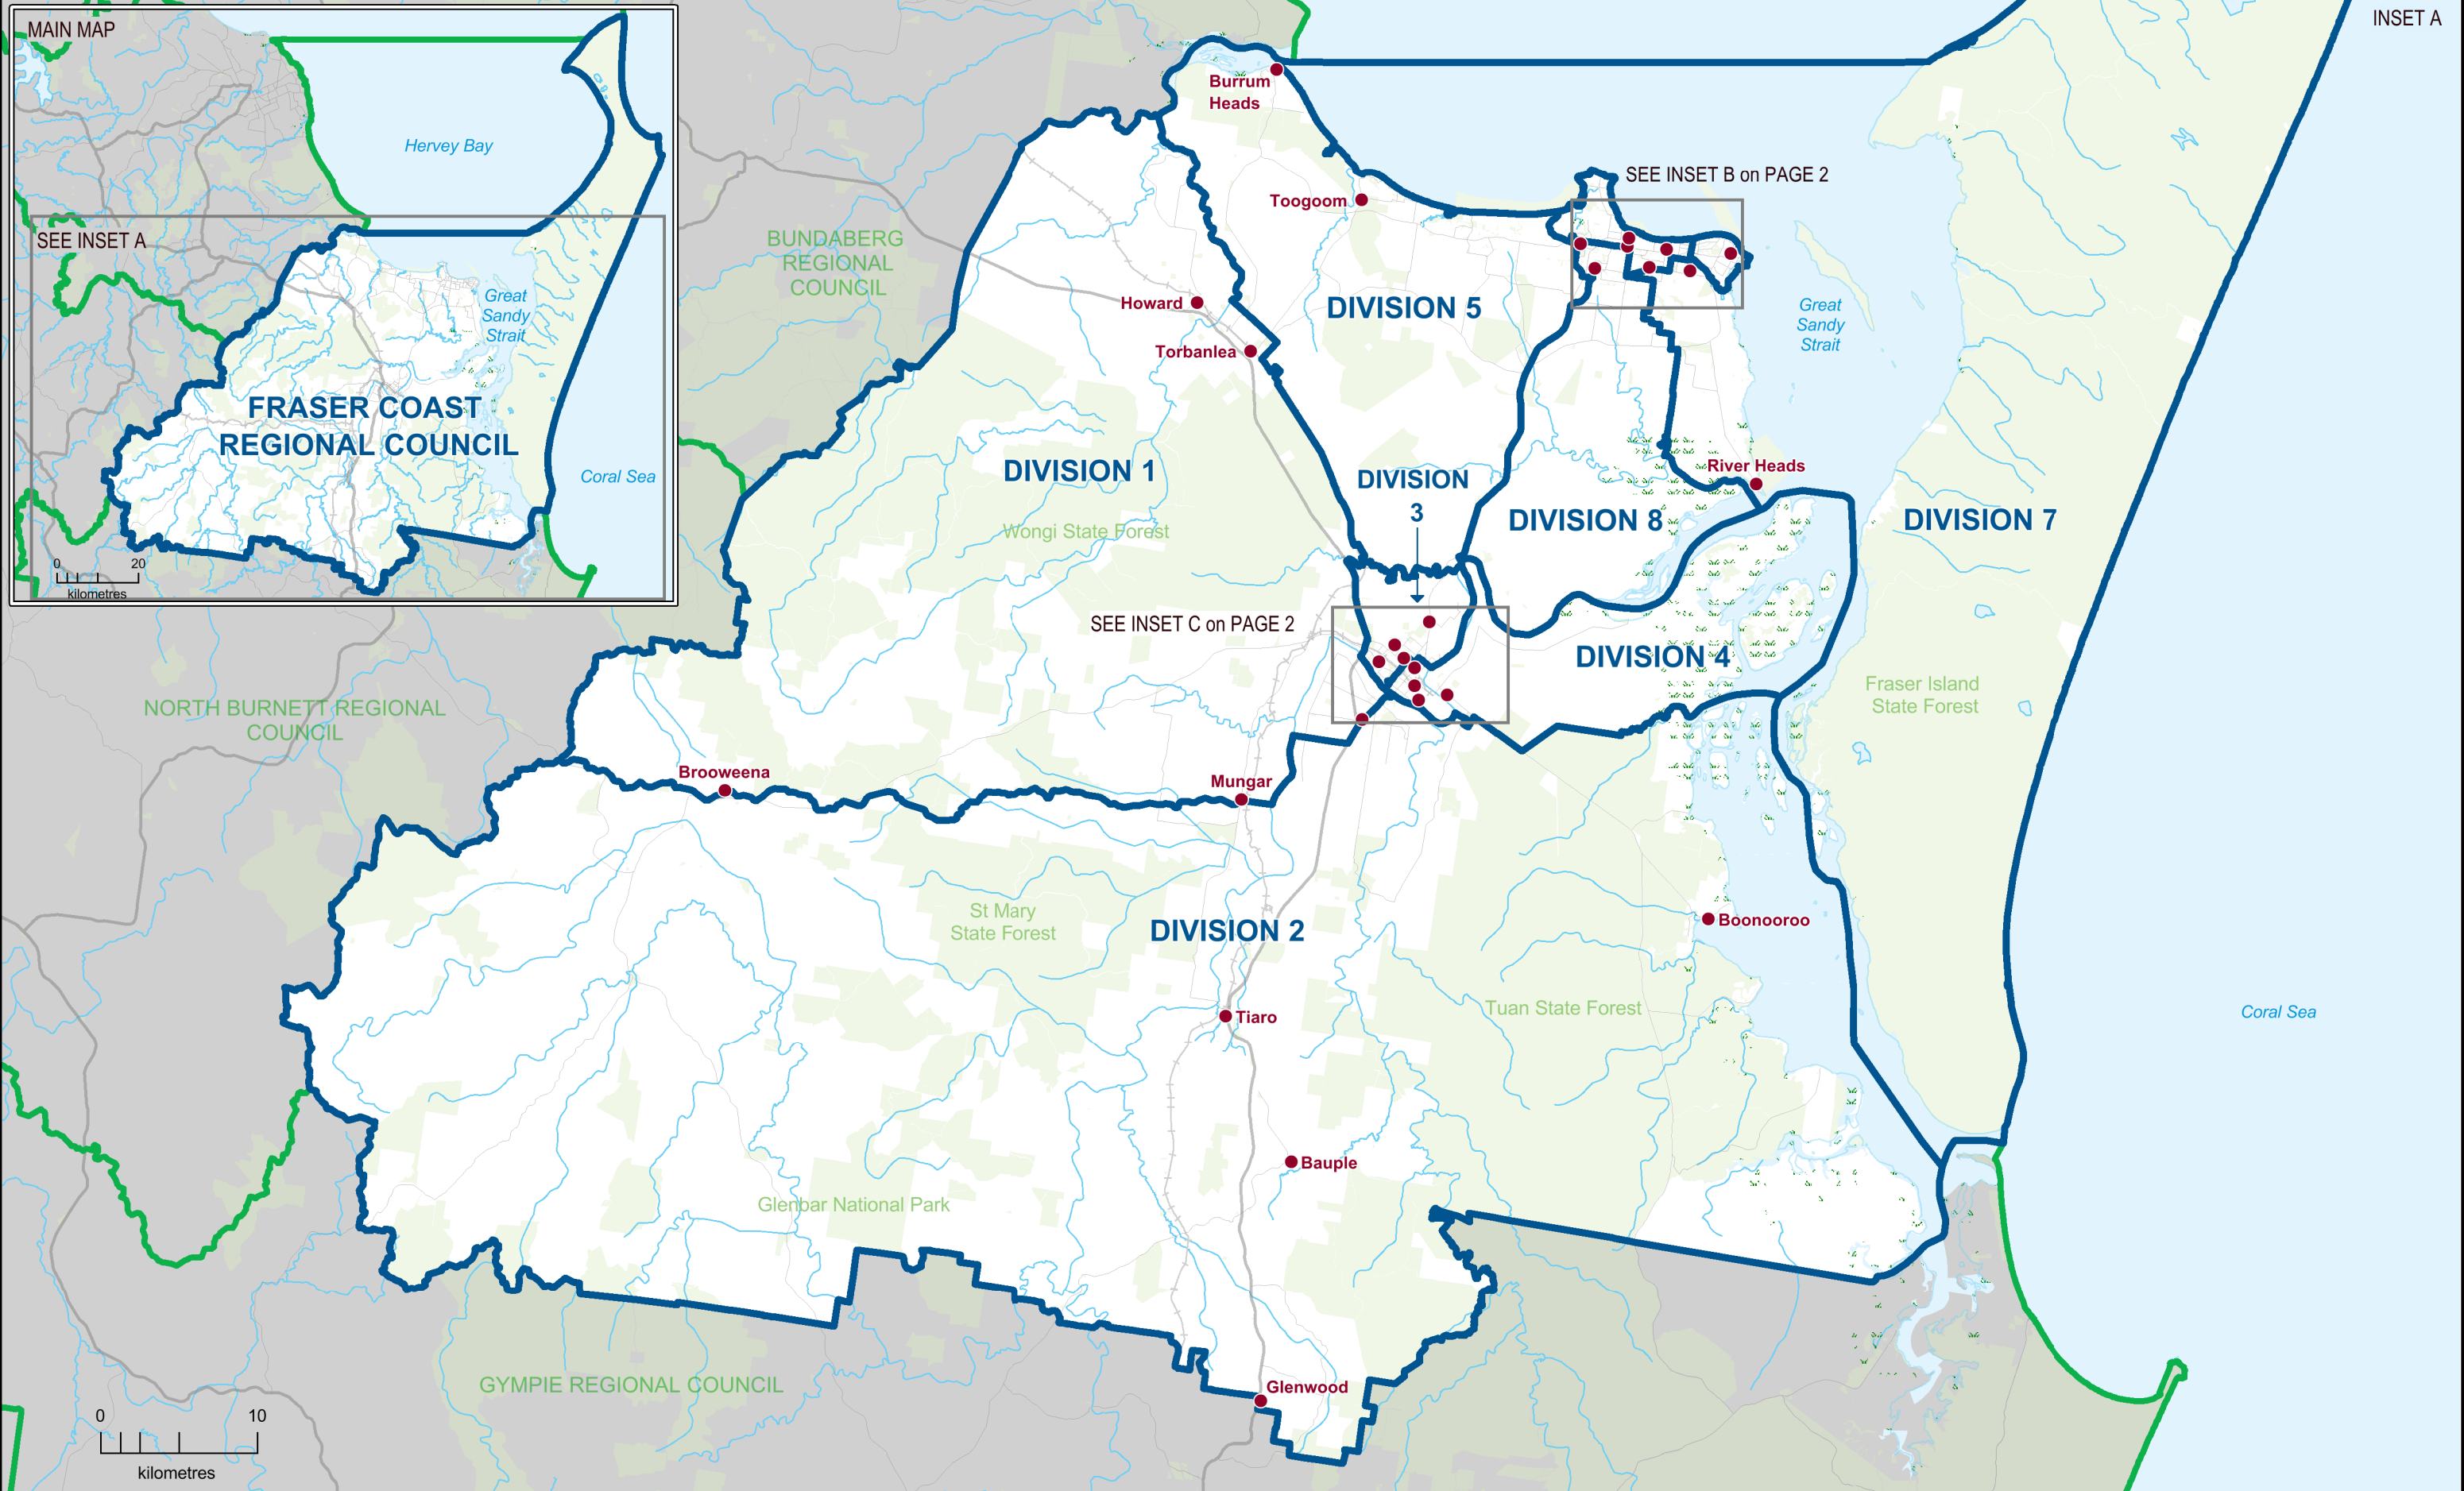 MAIN MAP
Hervey Bay
SEE INSET A
Great
Sandy
Strait
FRASER COAST
REGIONAL COUNCIL
Coral Sea
0 20
kilometres
INSET A
Burrum
Heads
SEE INSET B on PAGE 2
Toogoom
BUNDABERG
REGIONAL
COUNCIL
Howard
DIVISION 5
Great
Sandy
Strait
Torbanlea
DIVISION 1
River Heads
DIVISION
3
DIVISION 8
DIVISION 7
Wongi State Forest
SEE INSET C on PAGE 2
DIVISION 4
Fraser Island
State Forest
NORTH BURNETT REGIONAL
COUNCIL
Brooweena
Mungar
St Mary
State Forest
DIVISION 2
Boonooroo
Tuan State Forest
Coral Sea
Tiaro
Bauple
Glenbar National Park
GYMPIE REGIONAL COUNCIL
Glenwood
0 10
kilometres